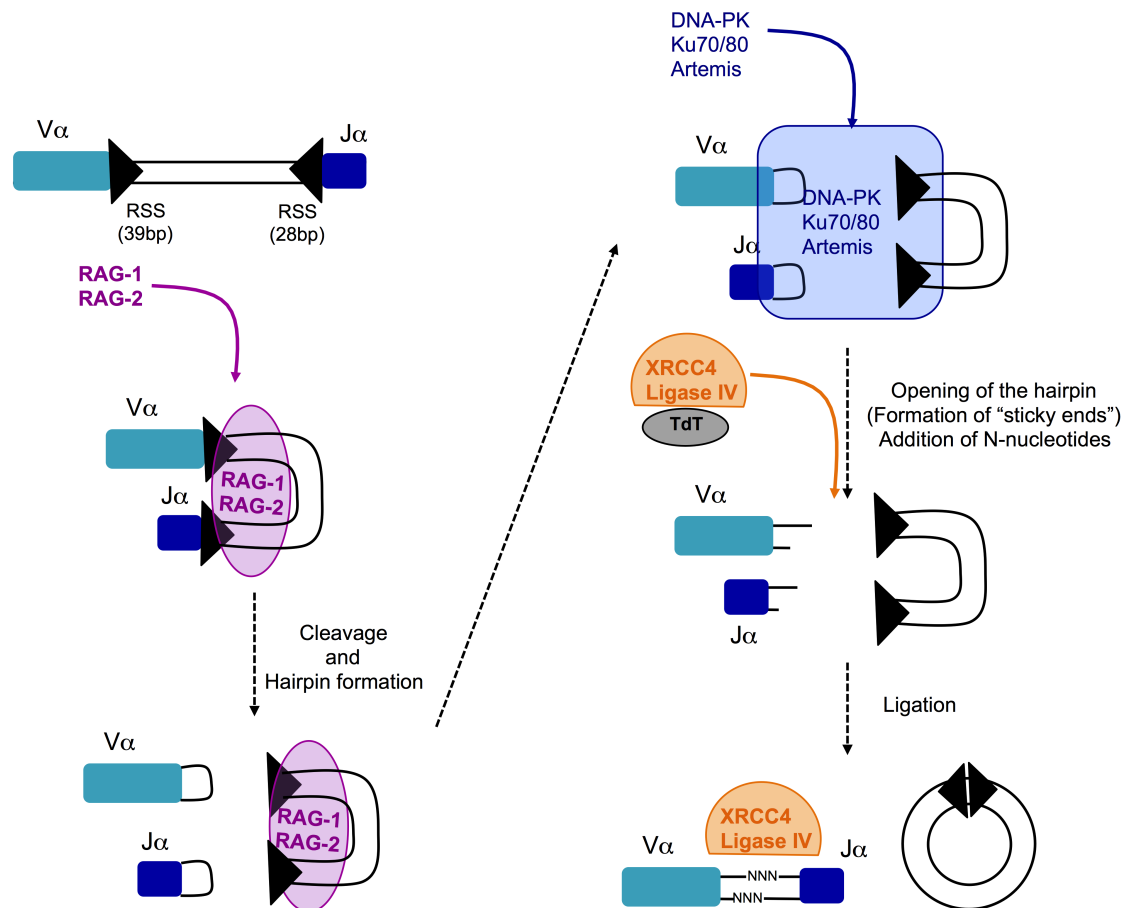 Vα
Jα
RSS
(39bp)
RSS
(28bp)
RAG-1
RAG-2
Vα
RAG-1
RAG-2
Jα
Cleavage
and
Hairpin formation
Vα
RAG-1
RAG-2
Jα
DNA-PK
Ku70/80
Artemis
Vα
DNA-PK
Ku70/80
Artemis
Jα
XRCC4
Ligase IV
TdT
Opening of the hairpin
(Formation of “sticky ends”)
Addition of N-nucleotides
Vα
Jα
Ligation
XRCC4
Ligase IV
Vα
Jα
NNN
NNN